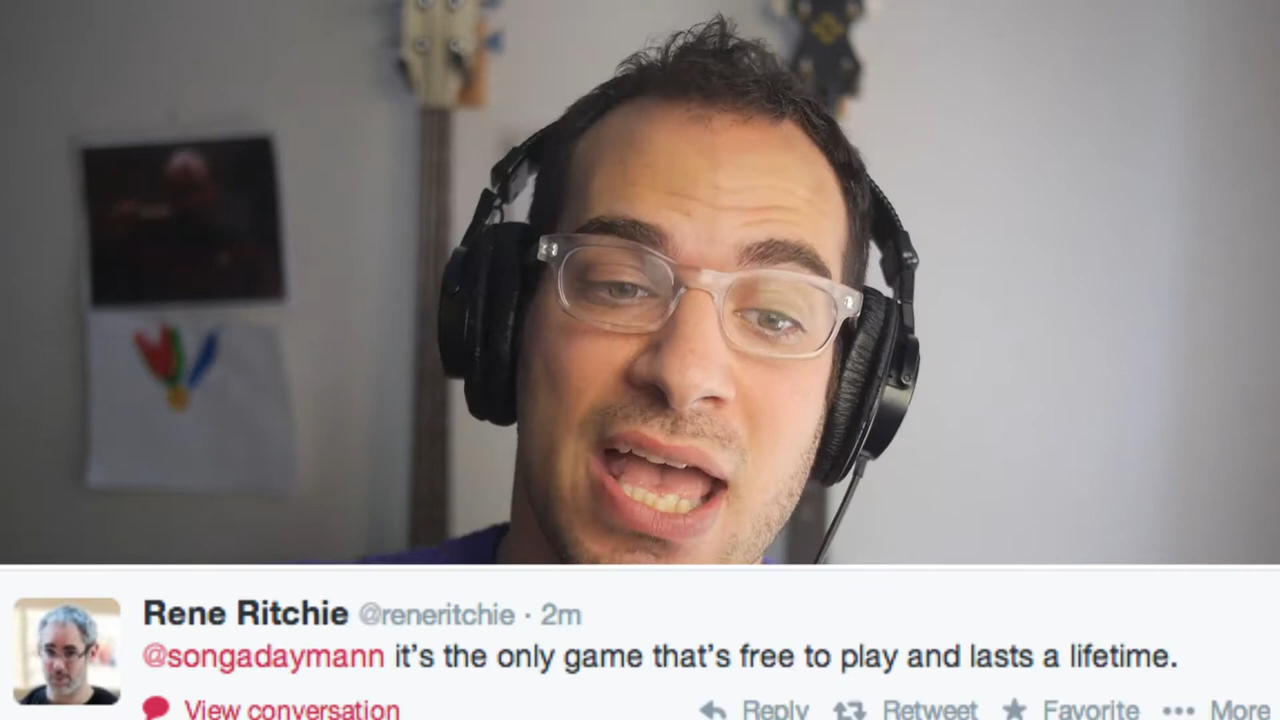 Rene Ritchie @reneritchie · 2m
@songadaymann it’s the only game that’s free to play and lasts a lifetime.
View conversation Reply Retweet Favorite More